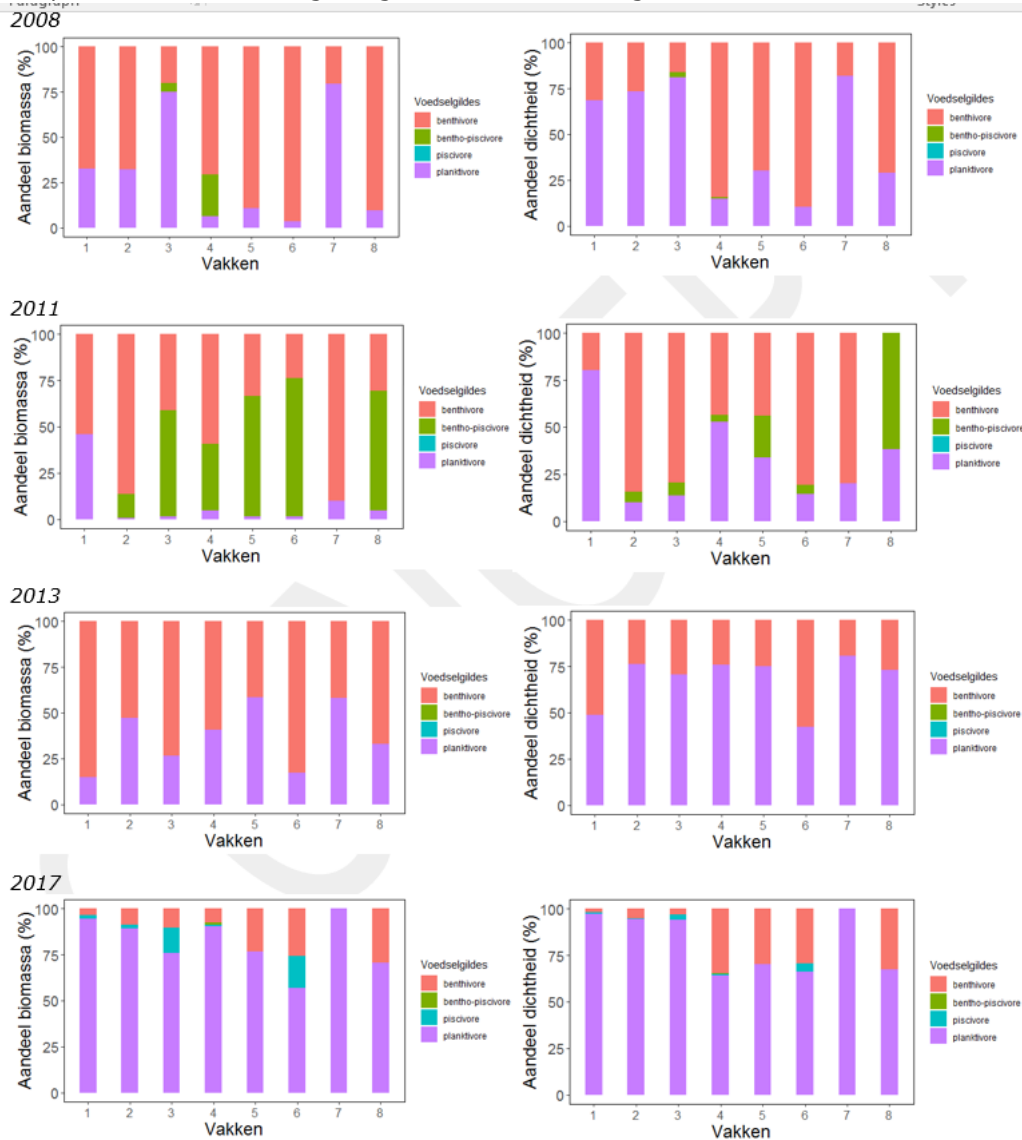 2008
Aandeel biomassa (%)
100
75
50
25
0
1 2 3 4 5 6 7 8
Vakken
Voedselgildes
benthivore
bentho-piscivore
piscivore
planktivore
Aandeel dichtheid (%)
100
75
50
25
0
1 2 3 4 5 6 7 8
Vakken
Voedselgildes
benthivore
bentho-piscivore
piscivore
planktivore
2011
Aandeel biomassa (%)
100
75
50
25
0
1 2 3 4 5 6 7 8
Vakken
Voedselgildes
benthivore
bentho-piscivore
piscivore
planktivore
Aandeel dichtheid (%)
100
75
50
25
0
1 2 3 4 5 6 7 8
Vakken
Voedselgildes
benthivore
bentho-piscivore
piscivore
planktivore
2013
Aandeel biomassa (%)
100
75
50
25
0
1 2 3 4 5 6 7 8
Vakken
Voedselgildes
benthivore
bentho-piscivore
piscivore
planktivore
Aandeel dichtheid (%)
100
75
50
25
0
1 2 3 4 5 6 7 8
Vakken
Voedselgildes
benthivore
bentho-piscivore
piscivore
planktivore
2017
Aandeel biomassa (%)
100
75
50
25
0
1 2 3 4 5 6 7 8
Vakken
Voedselgildes
benthivore
bentho-piscivore
piscivore
planktivore
Aandeel dichtheid (%)
100
75
50
25
0
1 2 3 4 5 6 7 8
Vakken
Voedselgildes
benthivore
bentho-piscivore
piscivore
planktivore